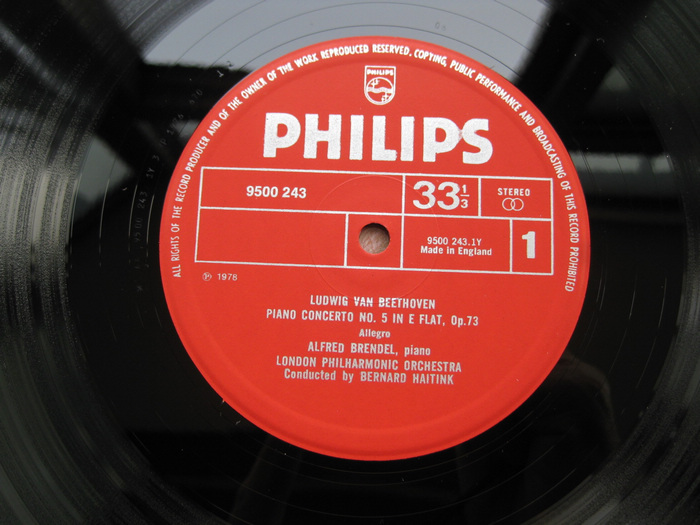 ALL RIGHTS OF THE RECORD PRODUCER AND OF THE OWNER OF THE WORK REPRODUCED RESERVED, COPYING, PUBLIC PERFORMANCE AND BROADCASTING OF THIS RECORD PROHIBITED
PHILIPS
PHILIPS
9500 243
33 1/3
STEREO
9500 243.1Y
Made in England
1
℗ 1978
LUDWIG VAN BEETHOVEN
PIANO CONCERTO NO. 5 IN E FLAT, Op.73
Allegro
ALFRED BRENDEL, piano
LONDON PHILHARMONIC ORCHESTRA
Conducted by BERNARD HAITINK